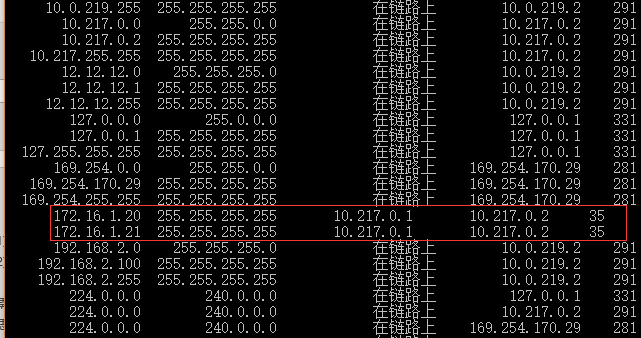 10.0.219.255 255.255.255.255 在链路上 10.0.219.2 291
10.217.0.0 255.255.0.0 在链路上 10.217.0.2 291
10.217.0.2 255.255.255.255 在链路上 10.217.0.2 291
10.217.255.255 255.255.255.255 在链路上 10.217.0.2 291
12.12.12.0 255.255.255.0 在链路上 10.0.219.2 291
12.12.12.1 255.255.255.255 在链路上 10.0.219.2 291
12.12.12.255 255.255.255.255 在链路上 10.0.219.2 291
127.0.0.0 255.0.0.0 在链路上 127.0.0.1 331
127.0.0.1 255.255.255.255 在链路上 127.0.0.1 331
127.255.255.255 255.255.255.255 在链路上 127.0.0.1 331
169.254.0.0 255.255.0.0 在链路上 169.254.170.29 281
169.254.170.29 255.255.255.255 在链路上 169.254.170.29 281
169.254.255.255 255.255.255.255 在链路上 169.254.170.29 281
172.16.1.20 255.255.255.255 10.217.0.1 10.217.0.2 35
172.16.1.21 255.255.255.255 10.217.0.1 10.217.0.2 35
192.168.2.0 255.255.255.0 在链路上 10.0.219.2 291
192.168.2.100 255.255.255.255 在链路上 10.0.219.2 291
192.168.2.255 255.255.255.255 在链路上 10.0.219.2 291
224.0.0.0 240.0.0.0 在链路上 127.0.0.1 331
224.0.0.0 240.0.0.0 在链路上 10.217.0.2 291
224.0.0.0 240.0.0.0 在链路上 169.254.170.29 281